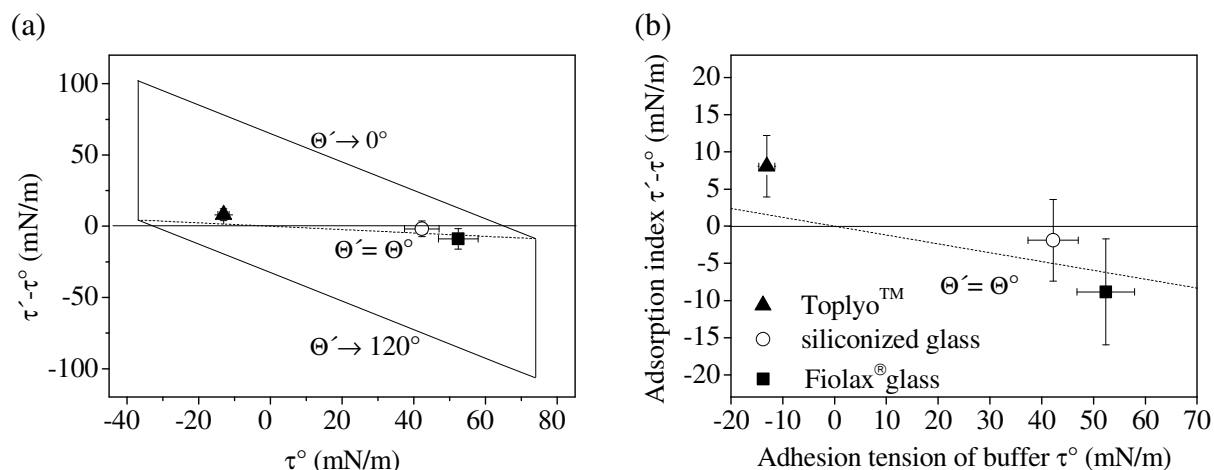 (a)
100
50
0
-50
-100
τ´-τ° (mN/m)
Θ´→ 0°
Θ´= Θ°
Θ´→ 120°
-40 -20 0 20 40 60 80
τ° (mN/m)
(b)
20
15
10
5
0
-5
-10
-15
-20
Adsorption index τ´-τ° (mN/m)
Θ´= Θ°
Toplyo™
siliconized glass
Fiolax® glass
-20 -10 0 10 20 30 40 50 60 70
Adhesion tension of buffer τ° (mN/m)